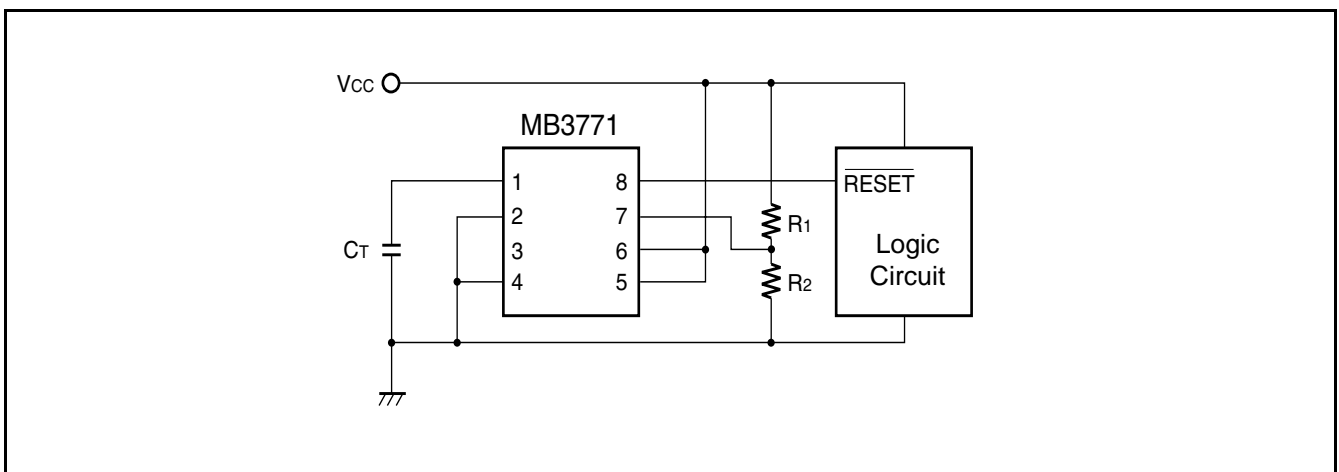 VCC
MB3771
1 8
2 7
3 6
4 5
CT
R1
R2
RESET
Logic
Circuit